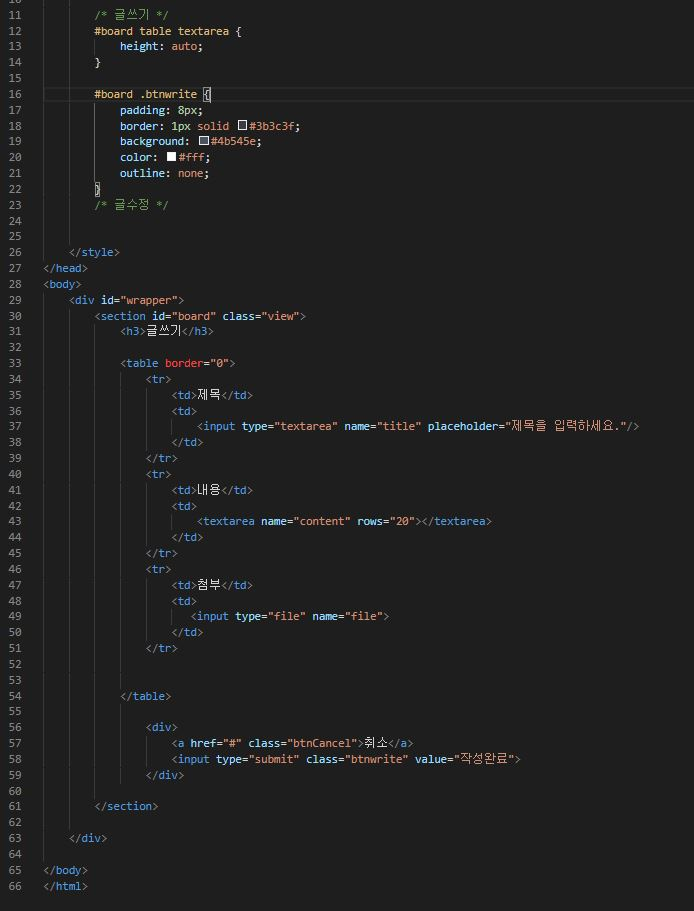 11 /* 글쓰기 */
12 #board table textarea {
13 height: auto;
14 }
15
16 #board .btnwrite {
17 padding: 8px;
18 border: 1px solid #3b3c3f;
19 background: #4b545e;
20 color: #fff;
21 outline: none;
22 }
23 /* 글수정 */
24
25
26 </style>
27 </head>
28 <body>
29 <div id="wrapper">
30 <section id="board" class="view">
31 <h3>글쓰기</h3>
32
33 <table border="0">
34 <tr>
35 <td>제목</td>
36 <td>
37 <input type="textarea" name="title" placeholder="제목을 입력하세요."/>
38 </td>
39 </tr>
40 <tr>
41 <td>내용</td>
42 <td>
43 <textarea name="content" rows="20"></textarea>
44 </td>
45 </tr>
46 <tr>
47 <td>첨부</td>
48 <td>
49 <input type="file" name="file">
50 </td>
51 </tr>
52
53
54 </table>
55
56 <div>
57 <a href="#" class="btnCancel">취소</a>
58 <input type="submit" class="btnwrite" value="작성완료">
59 </div>
60
61 </section>
62
63 </div>
64
65 </body>
66 </html>